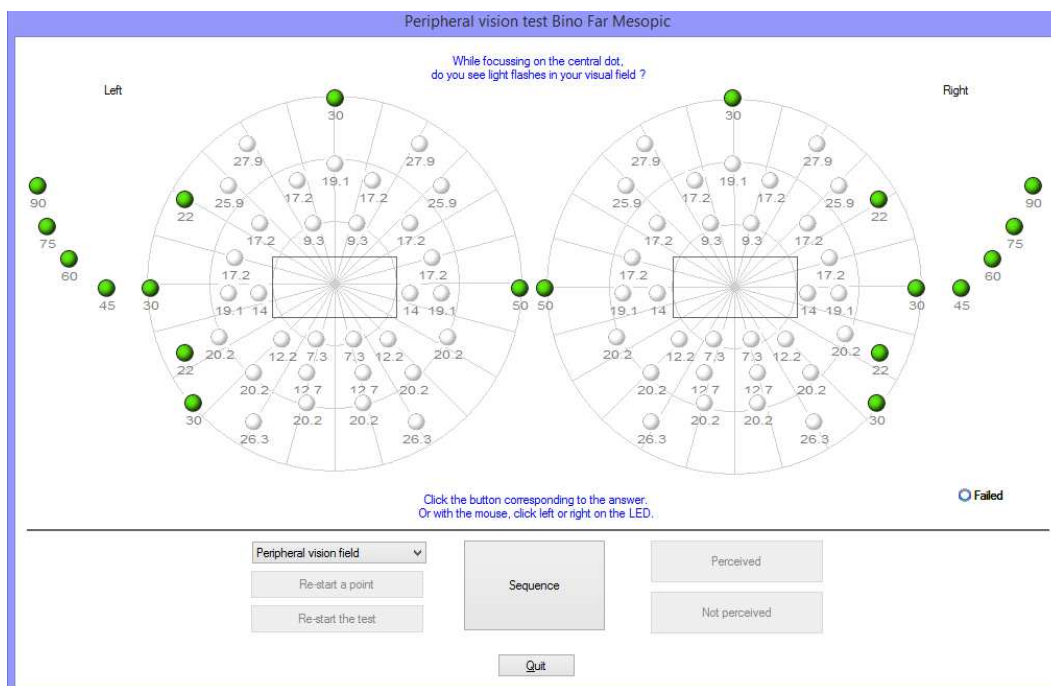 Peripheral vision test Bino Far Mesopic
While focussing on the central dot,
do you see light flashes in your visual field ?
Left
Right
30 30
27.9 27.9 27.9 27.9
19.1 19.1
17.2 17.2 17.2 17.2
25.9 25.9 25.9 25.9
90 22 22 90
17.2 9.3 9.3 17.2 17.2 9.3 9.3 17.2
75 75
17.2 17.2 17.2 17.2
60 60
45 30 19.1 14 14 19.1 50 50 19.1 14 14 19.1 30 45
20.2 12.2 7.3 7.3 12.2 20.2 20.2 12.2 7.3 7.3 12.2 20.2
22 22
20.2 12.7 12.7 20.2 20.2 12.7 12.7 20.2
30 20.2 20.2 20.2 20.2 30
26.3 26.3 26.3 26.3
Failed
Click the button corresponding to the answer.
Or with the mouse, click left or right on the LED.
Peripheral vision field
Re-start a point
Re-start the test
Sequence
Perceived
Not perceived
Quit